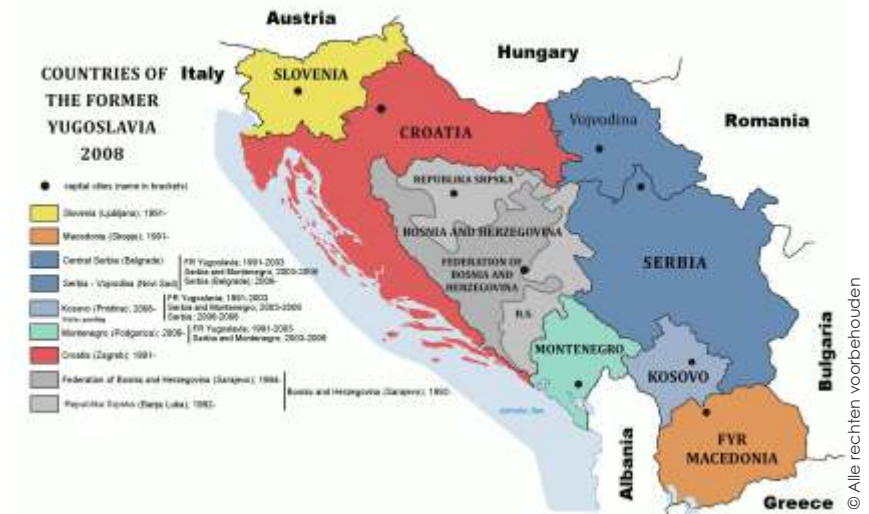 Austria
Hungary
Italy
COUNTRIES OF
THE FORMER
YUGOSLAVIA
2008
SLOVENIA
CROATIA
Vojvodina
Romania
capital cities (name in brackets)
Slovenia (Ljubljana); 1991-
Macedonia (Skopje); 1991-
Central Serbia (Belgrade)
Serbia - Vojvodina (Novi Sad)
FR Yugoslavia; 1991-2003
Serbia and Montenegro; 2003-2006
Serbia (Belgrade); 2006-
Kosovo (Pristina); 2008-
FR Yugoslavia; 1991-2003
Serbia and Montenegro; 2003-2006
Serbia; 2006-2008
Montenegro (Podgorica); 2006-
FR Yugoslavia; 1991-2003
Serbia and Montenegro; 2003-2006
Croatia (Zagreb); 1991-
Federation of Bosnia and Herzegovina (Sarajevo); 1994-
Republika Srpska (Banja Luka); 1992-
Bosnia and Herzegovina (Sarajevo); 1992-
REPUBLIKA SRPSKA
BOSNIA AND HERZEGOVINA
FEDERATION OF
BOSNIA AND
HERZEGOVINA
R.S.
SERBIA
MONTENEGRO
KOSOVO
Bulgaria
Adriatic Sea
Albania
FYR
MACEDONIA
Greece
© Alle rechten voorbehouden